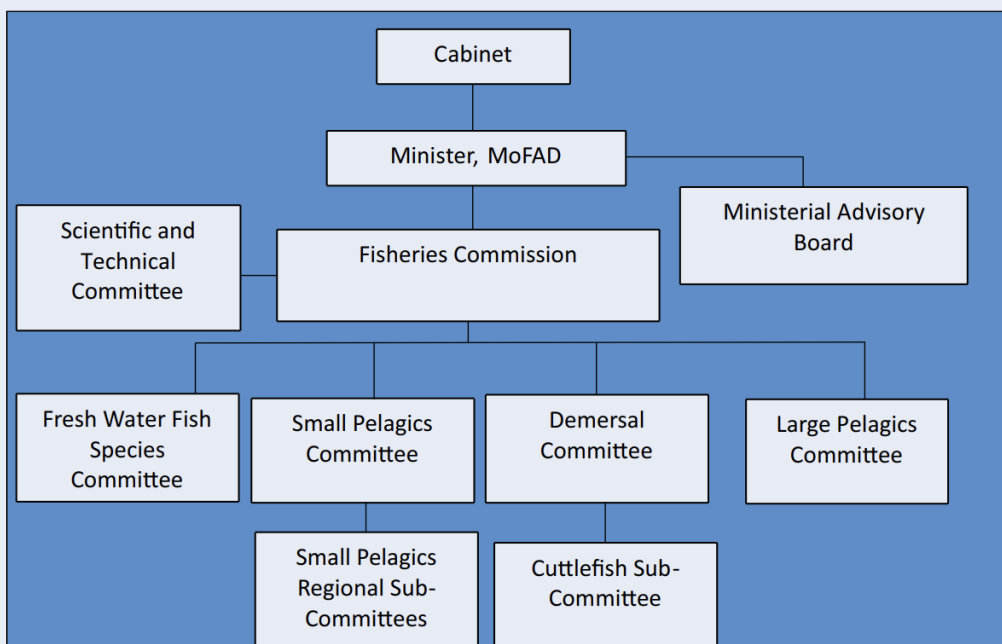 Cabinet
Minister, MoFAD
Ministerial Advisory
Board
Scientific and
Technical
Committee
Fisheries Commission
Fresh Water Fish
Species
Committee
Small Pelagics
Committee
Demersal
Committee
Large Pelagics
Committee
Small Pelagics
Regional Sub-
Committees
Cuttlefish Sub-
Committee